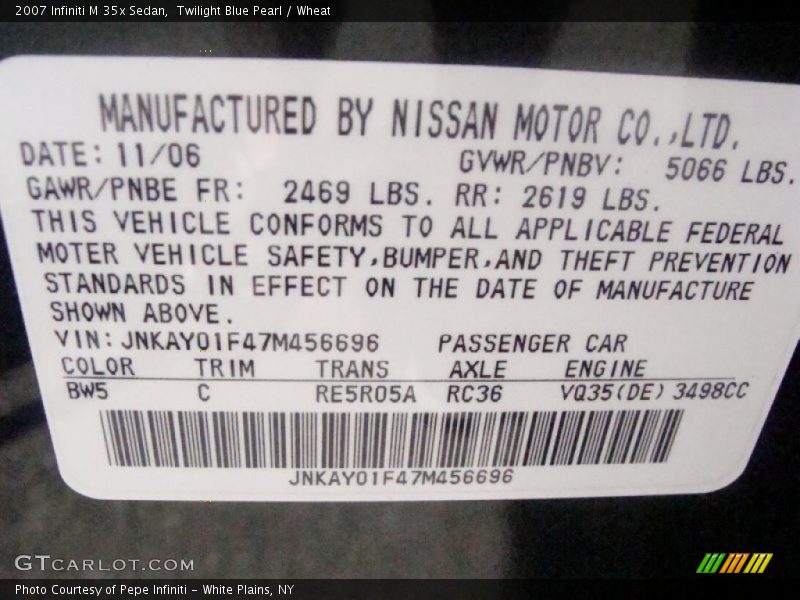 2007 Infiniti M 35x Sedan,  Twilight Blue Pearl / Wheat
MANUFACTURED BY NISSAN MOTOR CO.,LTD.
DATE: 11/06 GVWR/PNBV: 5066 LBS.
GAWR/PNBE FR: 2469 LBS. RR: 2619 LBS.
THIS VEHICLE CONFORMS TO ALL APPLICABLE FEDERAL
MOTER VEHICLE SAFETY,BUMPER,AND THEFT PREVENTION
STANDARDS IN EFFECT ON THE DATE OF MANUFACTURE
SHOWN ABOVE.
VIN: JNKAY01F47M456696 PASSENGER CAR
COLOR TRIM TRANS AXLE ENGINE
BW5 C RE5R05A RC36 VQ35(DE) 3498CC
JNKAY01F47M456696
GTCARLOT.COM
Photo Courtesy of Pepe Infiniti - White Plains, NY